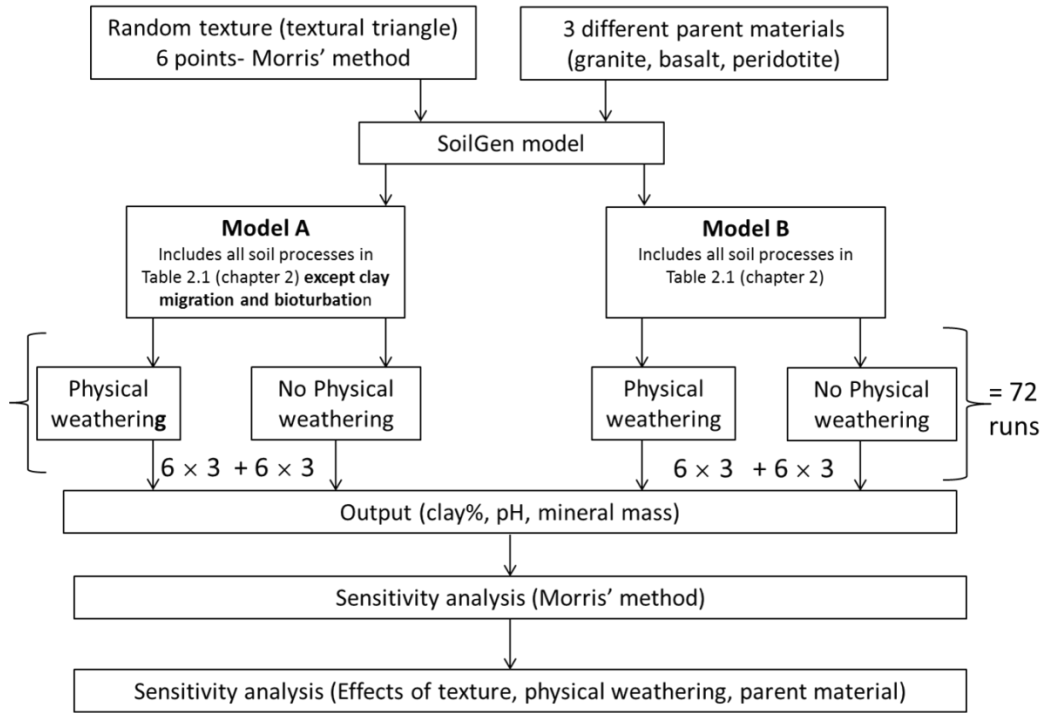 Random texture (textural triangle)
6 points- Morris’ method
3 different parent materials
(granite, basalt, peridotite)
SoilGen model
Model A
Includes all soil processes in
Table 2.1 (chapter 2) except clay
migration and bioturbation
Model B
Includes all soil processes in
Table 2.1 (chapter 2)
Physical
weathering
No Physical
weathering
Physical
weathering
No Physical
weathering
= 72
runs
6 × 3 + 6 × 3
6 × 3 + 6 × 3
Output (clay%, pH, mineral mass)
Sensitivity analysis (Morris’ method)
Sensitivity analysis (Effects of texture, physical weathering, parent material)